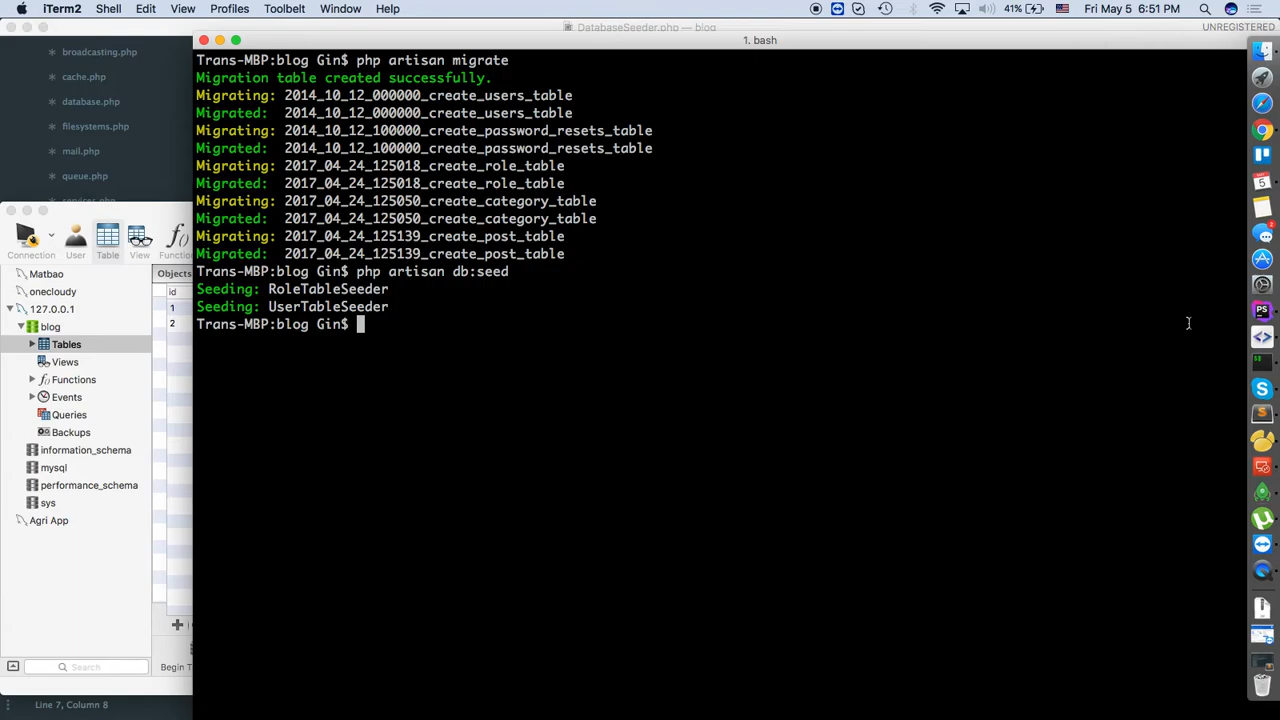 iTerm2 Shell Edit View Profiles Toolbelt Window Help 41% Fri May 5 6:51 PM
DatabaseSeeder.php — blog UNREGISTERED
broadcasting.php
cache.php
database.php
filesystems.php
mail.php
queue.php
services.php
1. bash
Trans-MBP:blog Gin$ php artisan migrate
Migration table created successfully.
Migrating: 2014_10_12_000000_create_users_table
Migrated: 2014_10_12_000000_create_users_table
Migrating: 2014_10_12_100000_create_password_resets_table
Migrated: 2014_10_12_100000_create_password_resets_table
Migrating: 2017_04_24_125018_create_role_table
Migrated: 2017_04_24_125018_create_role_table
Migrating: 2017_04_24_125050_create_category_table
Migrated: 2017_04_24_125050_create_category_table
Migrating: 2017_04_24_125139_create_post_table
Migrated: 2017_04_24_125139_create_post_table
Trans-MBP:blog Gin$ php artisan db:seed
Seeding: RoleTableSeeder
Seeding: UserTableSeeder
Trans-MBP:blog Gin$
Connection User Table View Functio
Matbao
onecloudy
127.0.0.1
blog
Tables
Views
Functions
Events
Queries
Backups
information_schema
mysql
performance_schema
sys
Agri App
Objects
id
1
2
Search
Begin T
Line 7, Column 8